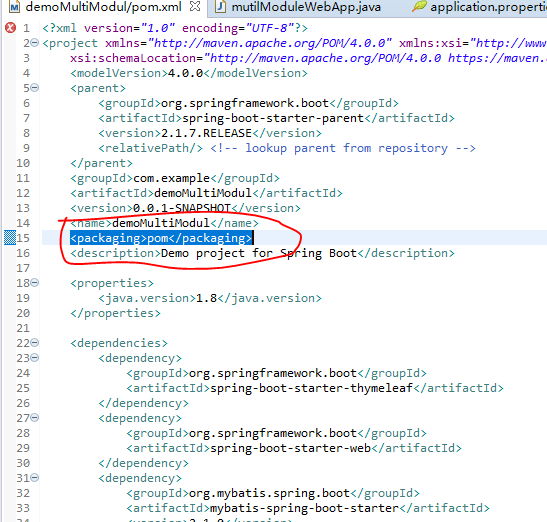 demoMultiModul/pom.xml mutilModuleWebApp.java application.propertie
1 <?xml version="1.0" encoding="UTF-8"?>
2 <project xmlns="http://maven.apache.org/POM/4.0.0" xmlns:xsi="http://www
3 xsi:schemaLocation="http://maven.apache.org/POM/4.0.0 https://maven.a
4 <modelVersion>4.0.0</modelVersion>
5 <parent>
6 <groupId>org.springframework.boot</groupId>
7 <artifactId>spring-boot-starter-parent</artifactId>
8 <version>2.1.7.RELEASE</version>
9 <relativePath/> <!-- lookup parent from repository -->
10 </parent>
11 <groupId>com.example</groupId>
12 <artifactId>demoMultiModul</artifactId>
13 <version>0.0.1-SNAPSHOT</version>
14 <name>demoMultiModul</name>
15 <packaging>pom</packaging>
16 <description>Demo project for Spring Boot</description>
17
18 <properties>
19 <java.version>1.8</java.version>
20 </properties>
21
22 <dependencies>
23 <dependency>
24 <groupId>org.springframework.boot</groupId>
25 <artifactId>spring-boot-starter-thymeleaf</artifactId>
26 </dependency>
27 <dependency>
28 <groupId>org.springframework.boot</groupId>
29 <artifactId>spring-boot-starter-web</artifactId>
30 </dependency>
31 <dependency>
32 <groupId>org.mybatis.spring.boot</groupId>
33 <artifactId>mybatis-spring-boot-starter</artifactId>